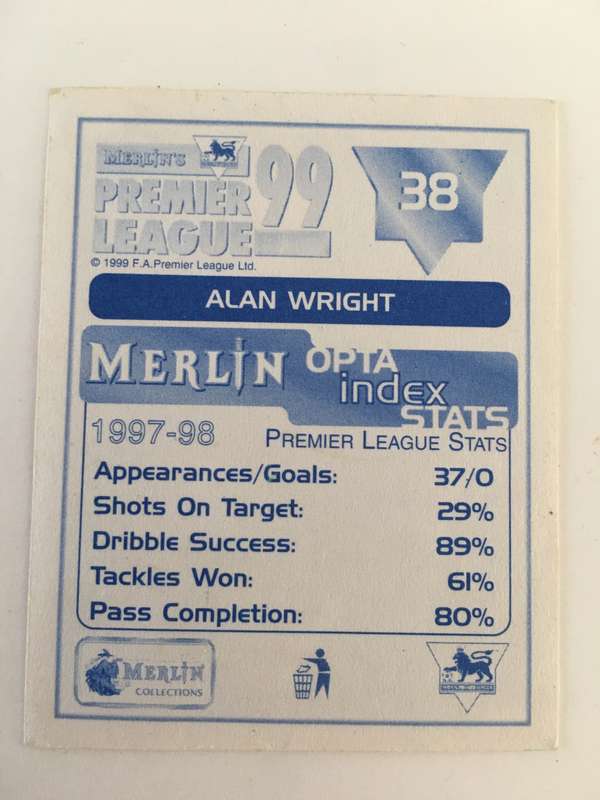 MERLIN'S
PREMIER
LEAGUE
99
© 1999 F.A.Premier League Ltd.
38
ALAN WRIGHT
MERLIN OPTA
index
STATS
1997-98 PREMIER LEAGUE STATS
Appearances/Goals: 37/0
Shots On Target: 29%
Dribble Success: 89%
Tackles Won: 61%
Pass Completion: 80%
MERLIN
COLLECTIONS